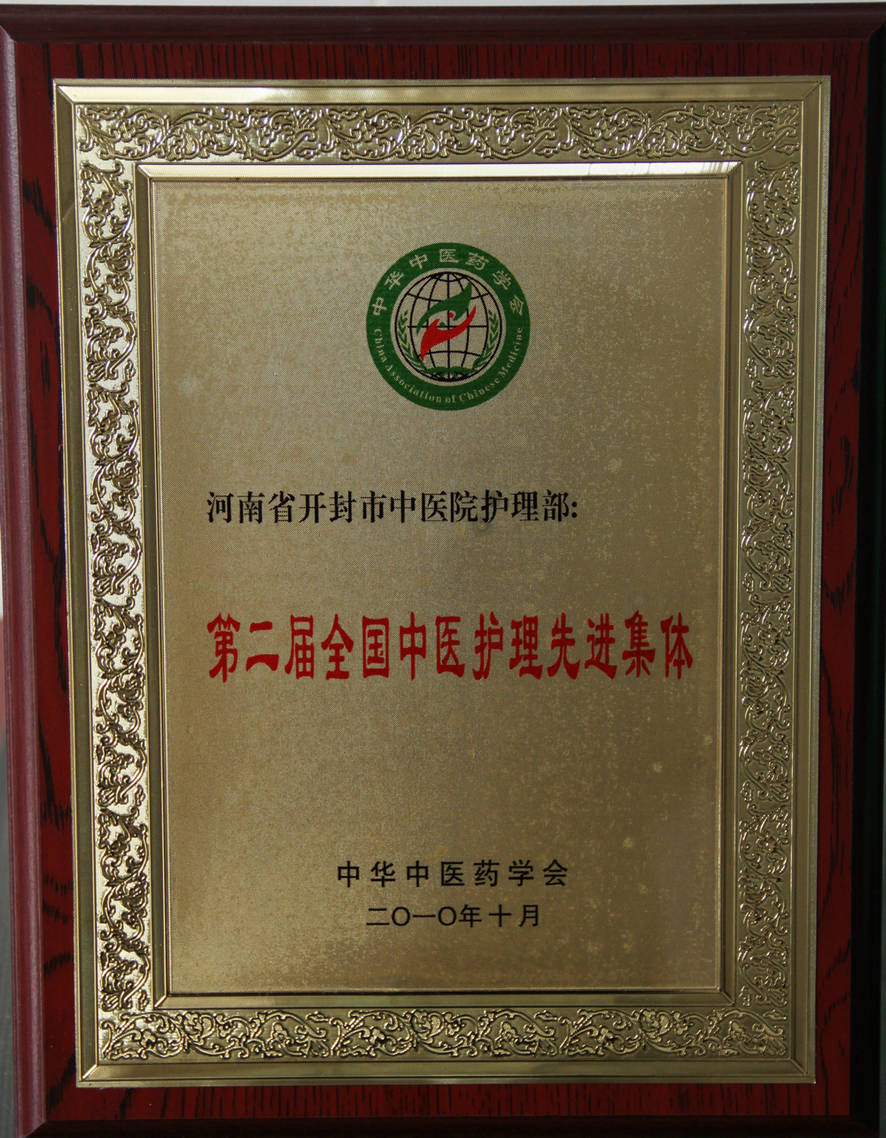 中华中医药学会
China Association of Chinese Medicine
河南省开封市中医院护理部:
第二届全国中医护理先进集体
中华中医药学会
二〇一〇年十月